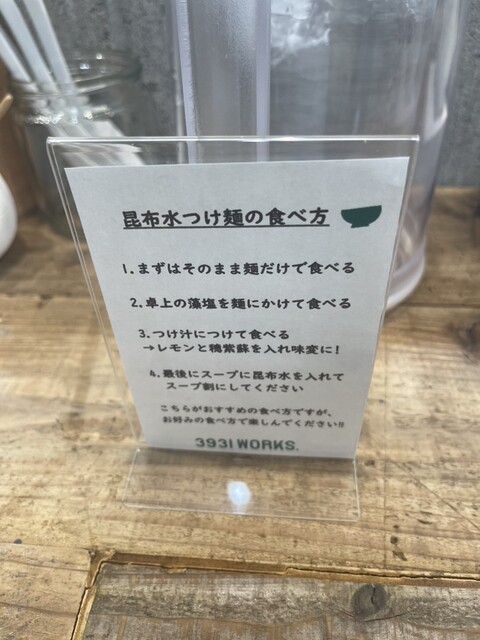 昆布水つけ麺の食べ方
1.まずはそのまま麺だけで食べる
2.卓上の藻塩を麺にかけて食べる
3.つけ汁につけて食べる
→レモンと穂紫蘇を入れ味変に!
4.最後にスープに昆布水を入れて
スープ割にしてください
こちらがおすすめの食べ方ですが、
お好みの食べ方で楽しんでください!!
3931WORKS.